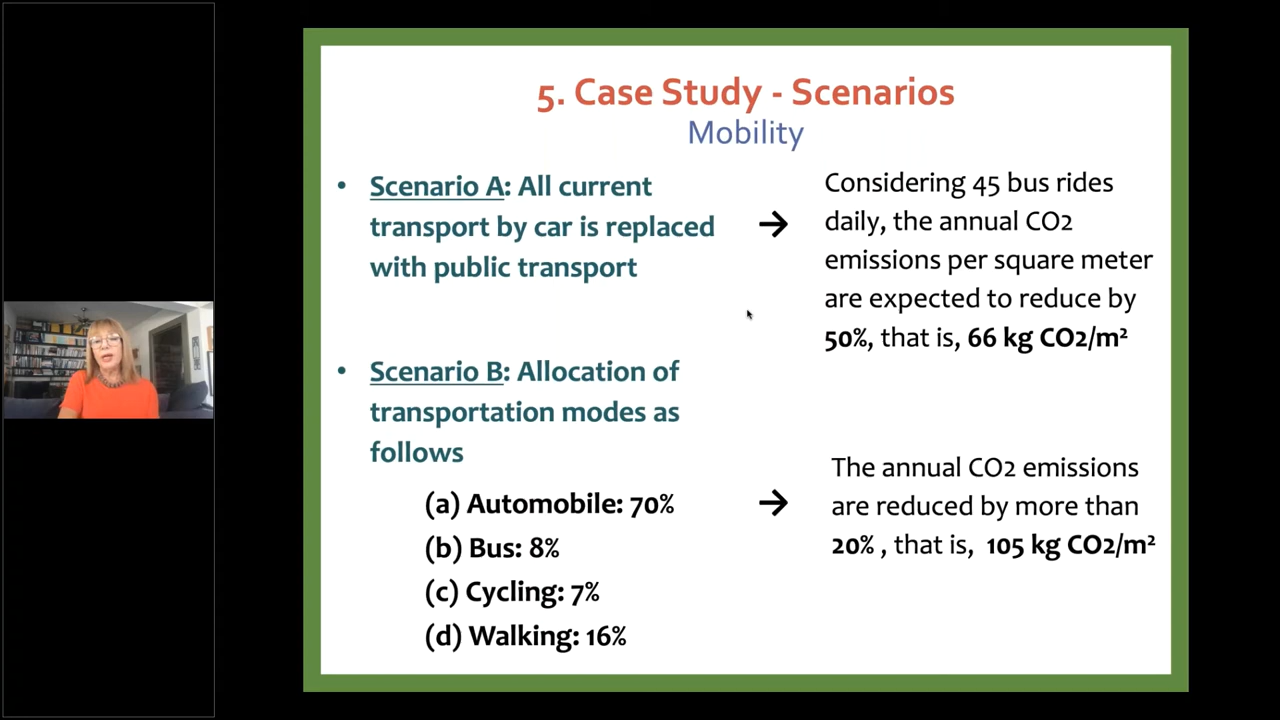 5. Case Study - Scenarios
Mobility
• Scenario A: All current
transport by car is replaced
with public transport
→
Considering 45 bus rides
daily, the annual CO2
emissions per square meter
are expected to reduce by
50%, that is, 66 kg CO2/m²
• Scenario B: Allocation of
transportation modes as
follows
(a) Automobile: 70%
(b) Bus: 8%
(c) Cycling: 7%
(d) Walking: 16%
→
The annual CO2 emissions
are reduced by more than
20% , that is, 105 kg CO2/m²